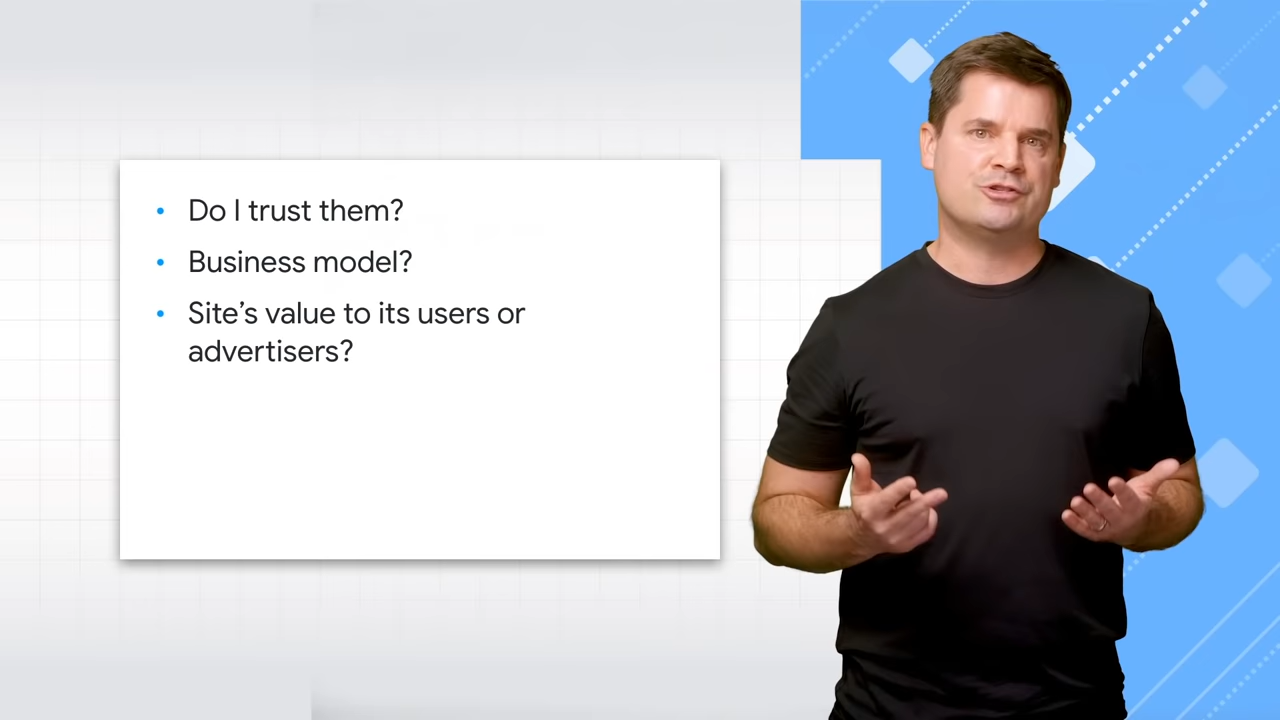 Do I trust them?
Business model?
Site’s value to its users or
advertisers?